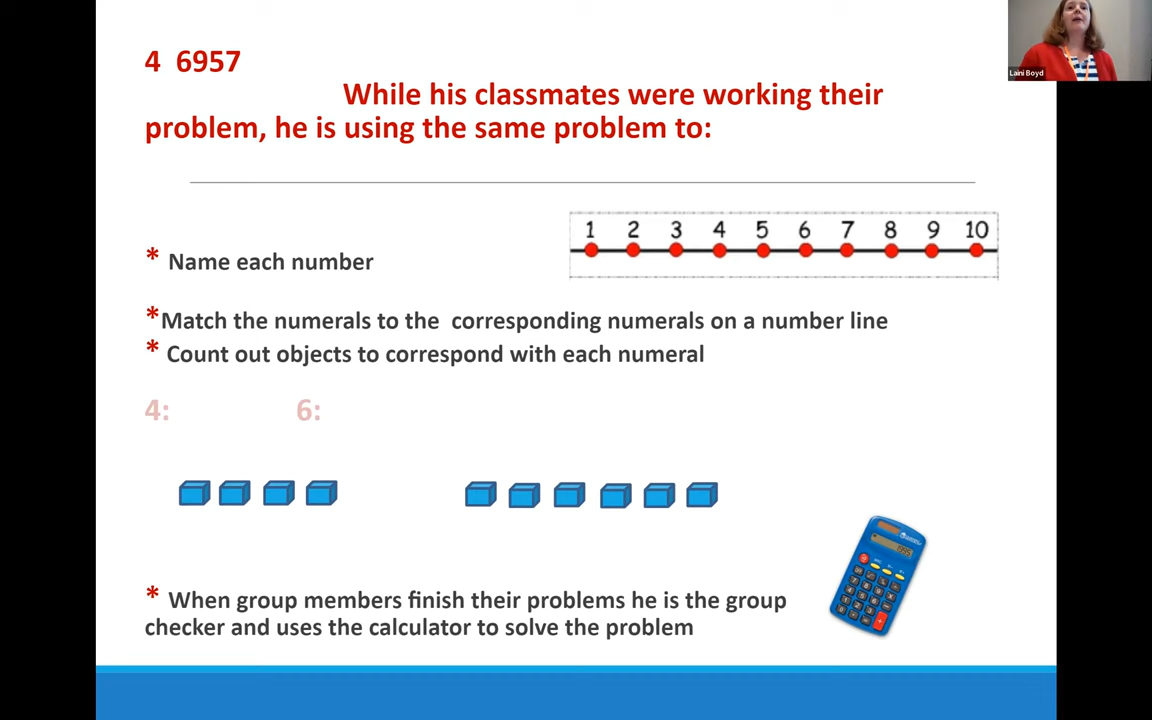 4 6957
While his classmates were working their
problem, he is using the same problem to:
1 2 3 4 5 6 7 8 9 10
* Name each number
*Match the numerals to the corresponding numerals on a number line
* Count out objects to correspond with each numeral
4: 6:
* When group members finish their problems he is the group
checker and uses the calculator to solve the problem
Laini Boyd